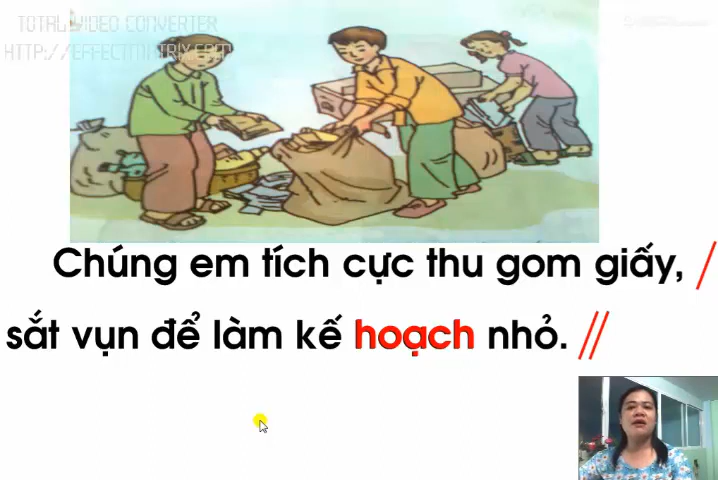 TOTAL VIDEO CONVERTER
Chúng em tích cực thu gom giấy, /
sắt vụn để làm kế hoạch nhỏ. //